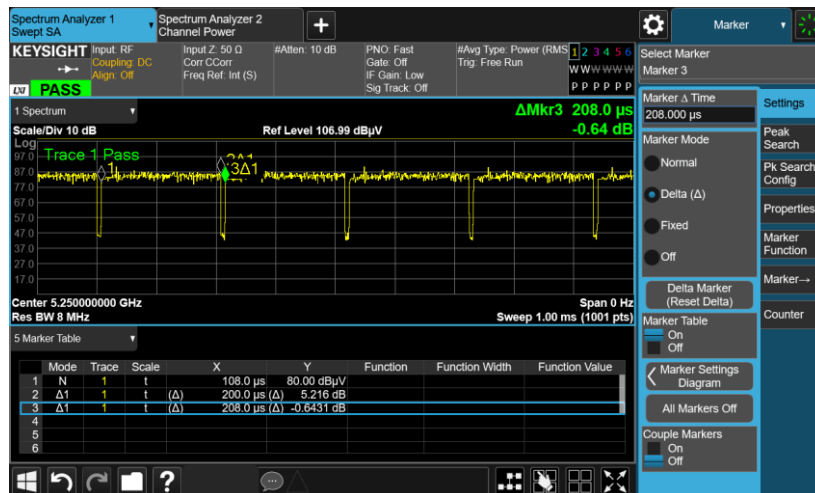 Spectrum Analyzer 1
Swept SA
Spectrum Analyzer 2
Channel Power
Marker
KEYSIGHT
Input: RF
Coupling: DC
Align: Off
Input Z: 50 Ω
Corr CCorr
Freq Ref: Int (S)
#Atten: 10 dB
PNO: Fast
Gate: Off
IF Gain: Low
Sig Track: Off
#Avg Type: Power (RMS
Trig: Free Run
1 2 3 4 5 6
W W W W W W
P P P P P P
LXI PASS
Select Marker
Marker 3
1 Spectrum
ΔMkr3 208.0 µs
-0.64 dB
Scale/Div 10 dB
Ref Level 106.99 dBµV
Log
Trace 1 Pass
97.0
87.0
77.0
67.0
57.0
47.0
37.0
27.0
17.0
1
3Δ1
Center 5.250000000 GHz
Res BW 8 MHz
Span 0 Hz
Sweep 1.00 ms (1001 pts)
5 Marker Table
Mode Trace Scale X Y Function Function Width Function Value
1 N 1 t 108.0 µs 80.00 dBµV
2 Δ1 1 t (Δ) 200.0 µs (Δ) 5.216 dB
3 Δ1 1 t (Δ) 208.0 µs (Δ) -0.6431 dB
4
5
6
Marker Δ Time
208.000 µs
Marker Mode
Normal
Delta (Δ)
Fixed
Off
Delta Marker
(Reset Delta)
Marker Table
On
Off
Marker Settings
Diagram
All Markers Off
Couple Markers
On
Off
Settings
Peak
Search
Pk Search
Config
Properties
Marker
Function
Marker→
Counter